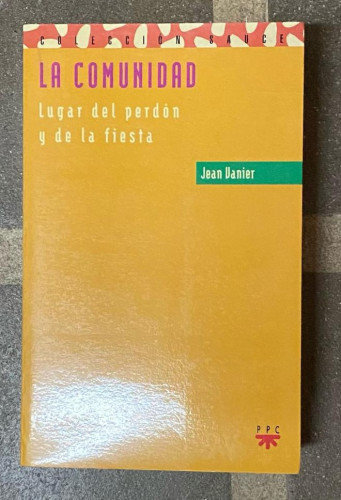 COLECCIÓN SAUCE
LA COMUNIDAD
Lugar del perdón
y de la fiesta
Jean Vanier
PPC